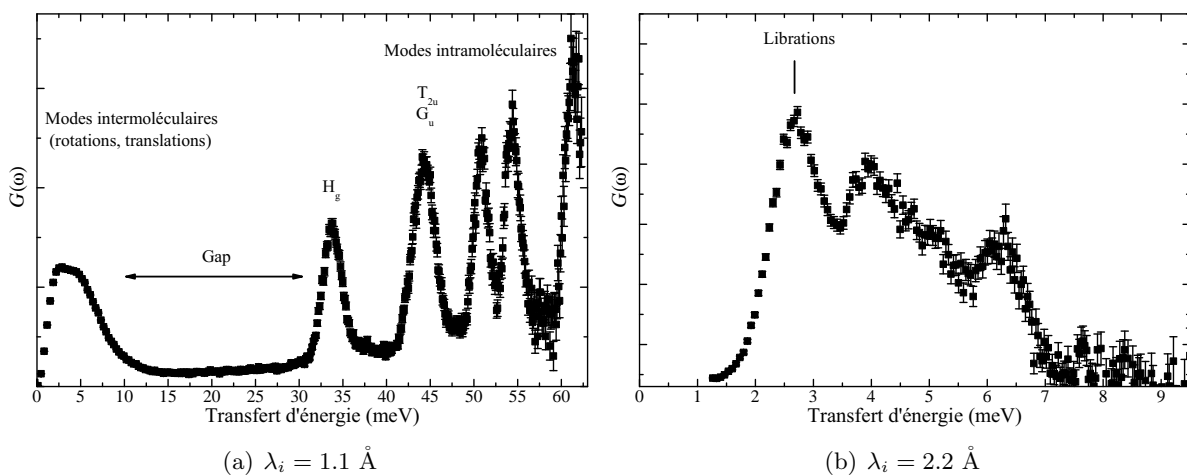 Modes intramoléculaires
T2u
Gu
Modes intermoléculaires
(rotations, translations)
Hg
Gap
G(ω)
0 5 10 15 20 25 30 35 40 45 50 55 60
Transfert d'énergie (meV)
(a) λi = 1.1 Å
Librations
G(ω)
0 1 2 3 4 5 6 7 8 9
Transfert d'énergie (meV)
(b) λi = 2.2 Å